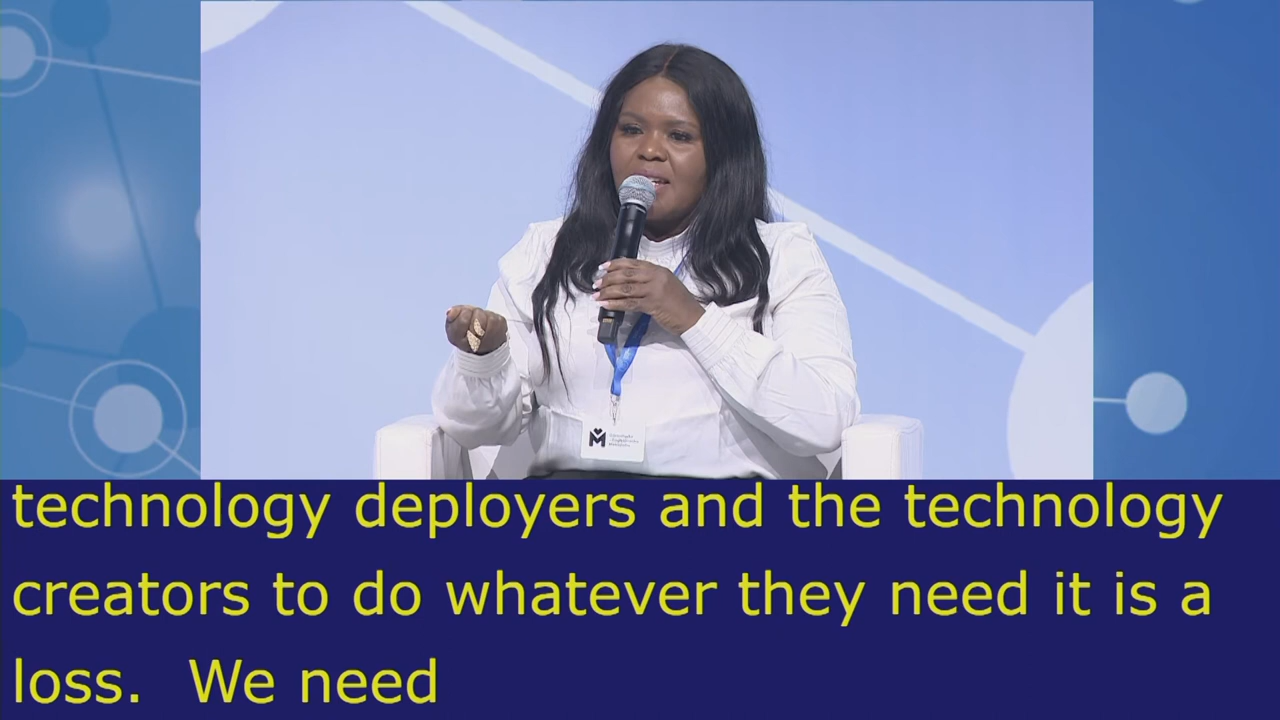 M
technology deployers and the technology
creators to do whatever they need it is a
loss.  We need